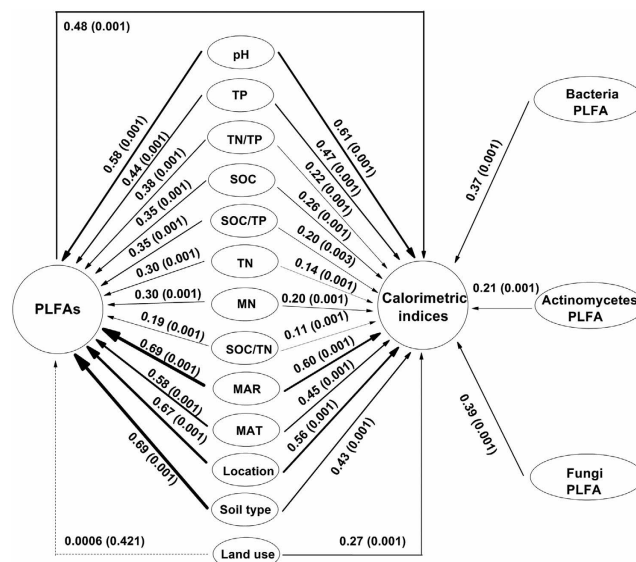 0.48 (0.001)
pH
TP
TN/TP
SOC
SOC/TP
TN
MN
SOC/TN
MAR
MAT
Location
Soil type
Land use
PLFAs
0.58 (0.001)
0.44 (0.001)
0.38 (0.001)
0.35 (0.001)
0.35 (0.001)
0.30 (0.001)
0.30 (0.001)
0.19 (0.001)
0.69 (0.001)
0.58 (0.001)
0.67 (0.001)
0.69 (0.001)
0.0006 (0.421)
0.61 (0.001)
0.47 (0.001)
0.22 (0.001)
0.26 (0.001)
0.20 (0.003)
0.14 (0.001)
0.20 (0.001)
0.11 (0.001)
0.60 (0.001)
0.45 (0.001)
0.56 (0.001)
0.43 (0.001)
0.27 (0.001)
Calorimetric
indices
Bacteria
PLFA
0.37 (0.001)
0.21 (0.001)
Actinomycetes
PLFA
0.39 (0.001)
Fungi
PLFA